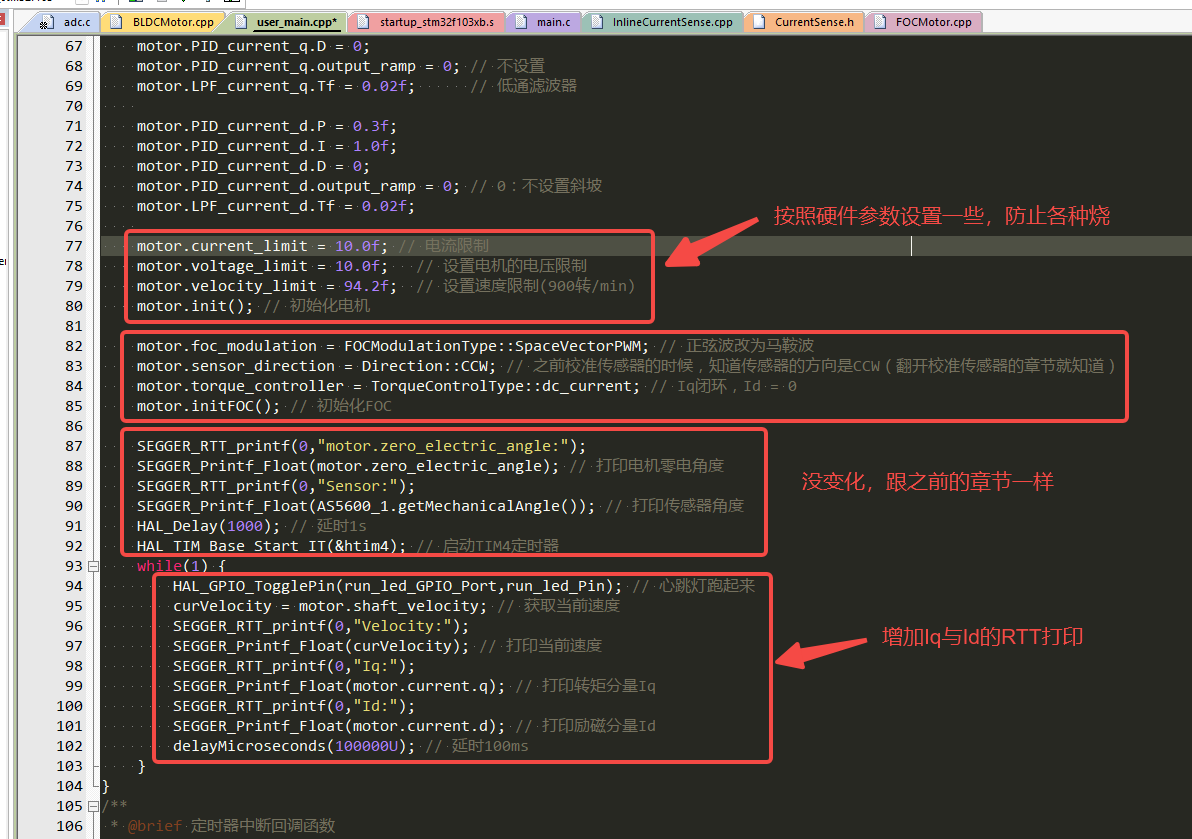 adc.c BLDCMotor.cpp user_main.cpp* startup_stm32f103xb.s main.c InlineCurrentSense.cpp CurrentSense.h FOCMotor.cpp
67 motor.PID_current_q.D = 0;
68 motor.PID_current_q.output_ramp = 0; // 不设置
69 motor.LPF_current_q.Tf = 0.02f; // 低通滤波器
70
71 motor.PID_current_d.P = 0.3f;
72 motor.PID_current_d.I = 1.0f;
73 motor.PID_current_d.D = 0;
74 motor.PID_current_d.output_ramp = 0; // 0：不设置斜坡
75 motor.LPF_current_d.Tf = 0.02f;
76
按照硬件参数设置一些，防止各种烧
77 motor.current_limit = 10.0f; // 电流限制
78 motor.voltage_limit = 10.0f; // 设置电机的电压限制
79 motor.velocity_limit = 94.2f; // 设置速度限制(900转/min)
80 motor.init(); // 初始化电机
81
82 motor.foc_modulation = FOCModulationType::SpaceVectorPWM; // 正弦波改为马鞍波
83 motor.sensor_direction = Direction::CCW; // 之前校准传感器的时候，知道传感器的方向是CCW（翻开校准传感器的章节就知道）
84 motor.torque_controller = TorqueControlType::dc_current; // Iq闭环，Id = 0
85 motor.initFOC(); // 初始化FOC
86
87 SEGGER_RTT_printf(0,"motor.zero_electric_angle:");
88 SEGGER_Printf_Float(motor.zero_electric_angle); // 打印电机零电角度
89 SEGGER_RTT_printf(0,"Sensor:");
没变化，跟之前的章节一样
90 SEGGER_Printf_Float(AS5600_1.getMechanicalAngle()); // 打印传感器角度
91 HAL_Delay(1000); // 延时1s
92 HAL_TIM_Base_Start_IT(&htim4); // 启动TIM4定时器
93 while(1) {
94 HAL_GPIO_TogglePin(run_led_GPIO_Port,run_led_Pin); // 心跳灯跑起来
95 curVelocity = motor.shaft_velocity; // 获取当前速度
96 SEGGER_RTT_printf(0,"Velocity:");
增加Iq与Id的RTT打印
97 SEGGER_Printf_Float(curVelocity); // 打印当前速度
98 SEGGER_RTT_printf(0,"Iq:");
99 SEGGER_Printf_Float(motor.current.q); // 打印转矩分量Iq
100 SEGGER_RTT_printf(0,"Id:");
101 SEGGER_Printf_Float(motor.current.d); // 打印励磁分量Id
102 delayMicroseconds(100000U); // 延时100ms
103 }
104 }
105 /**
106 * @brief 定时器中断回调函数